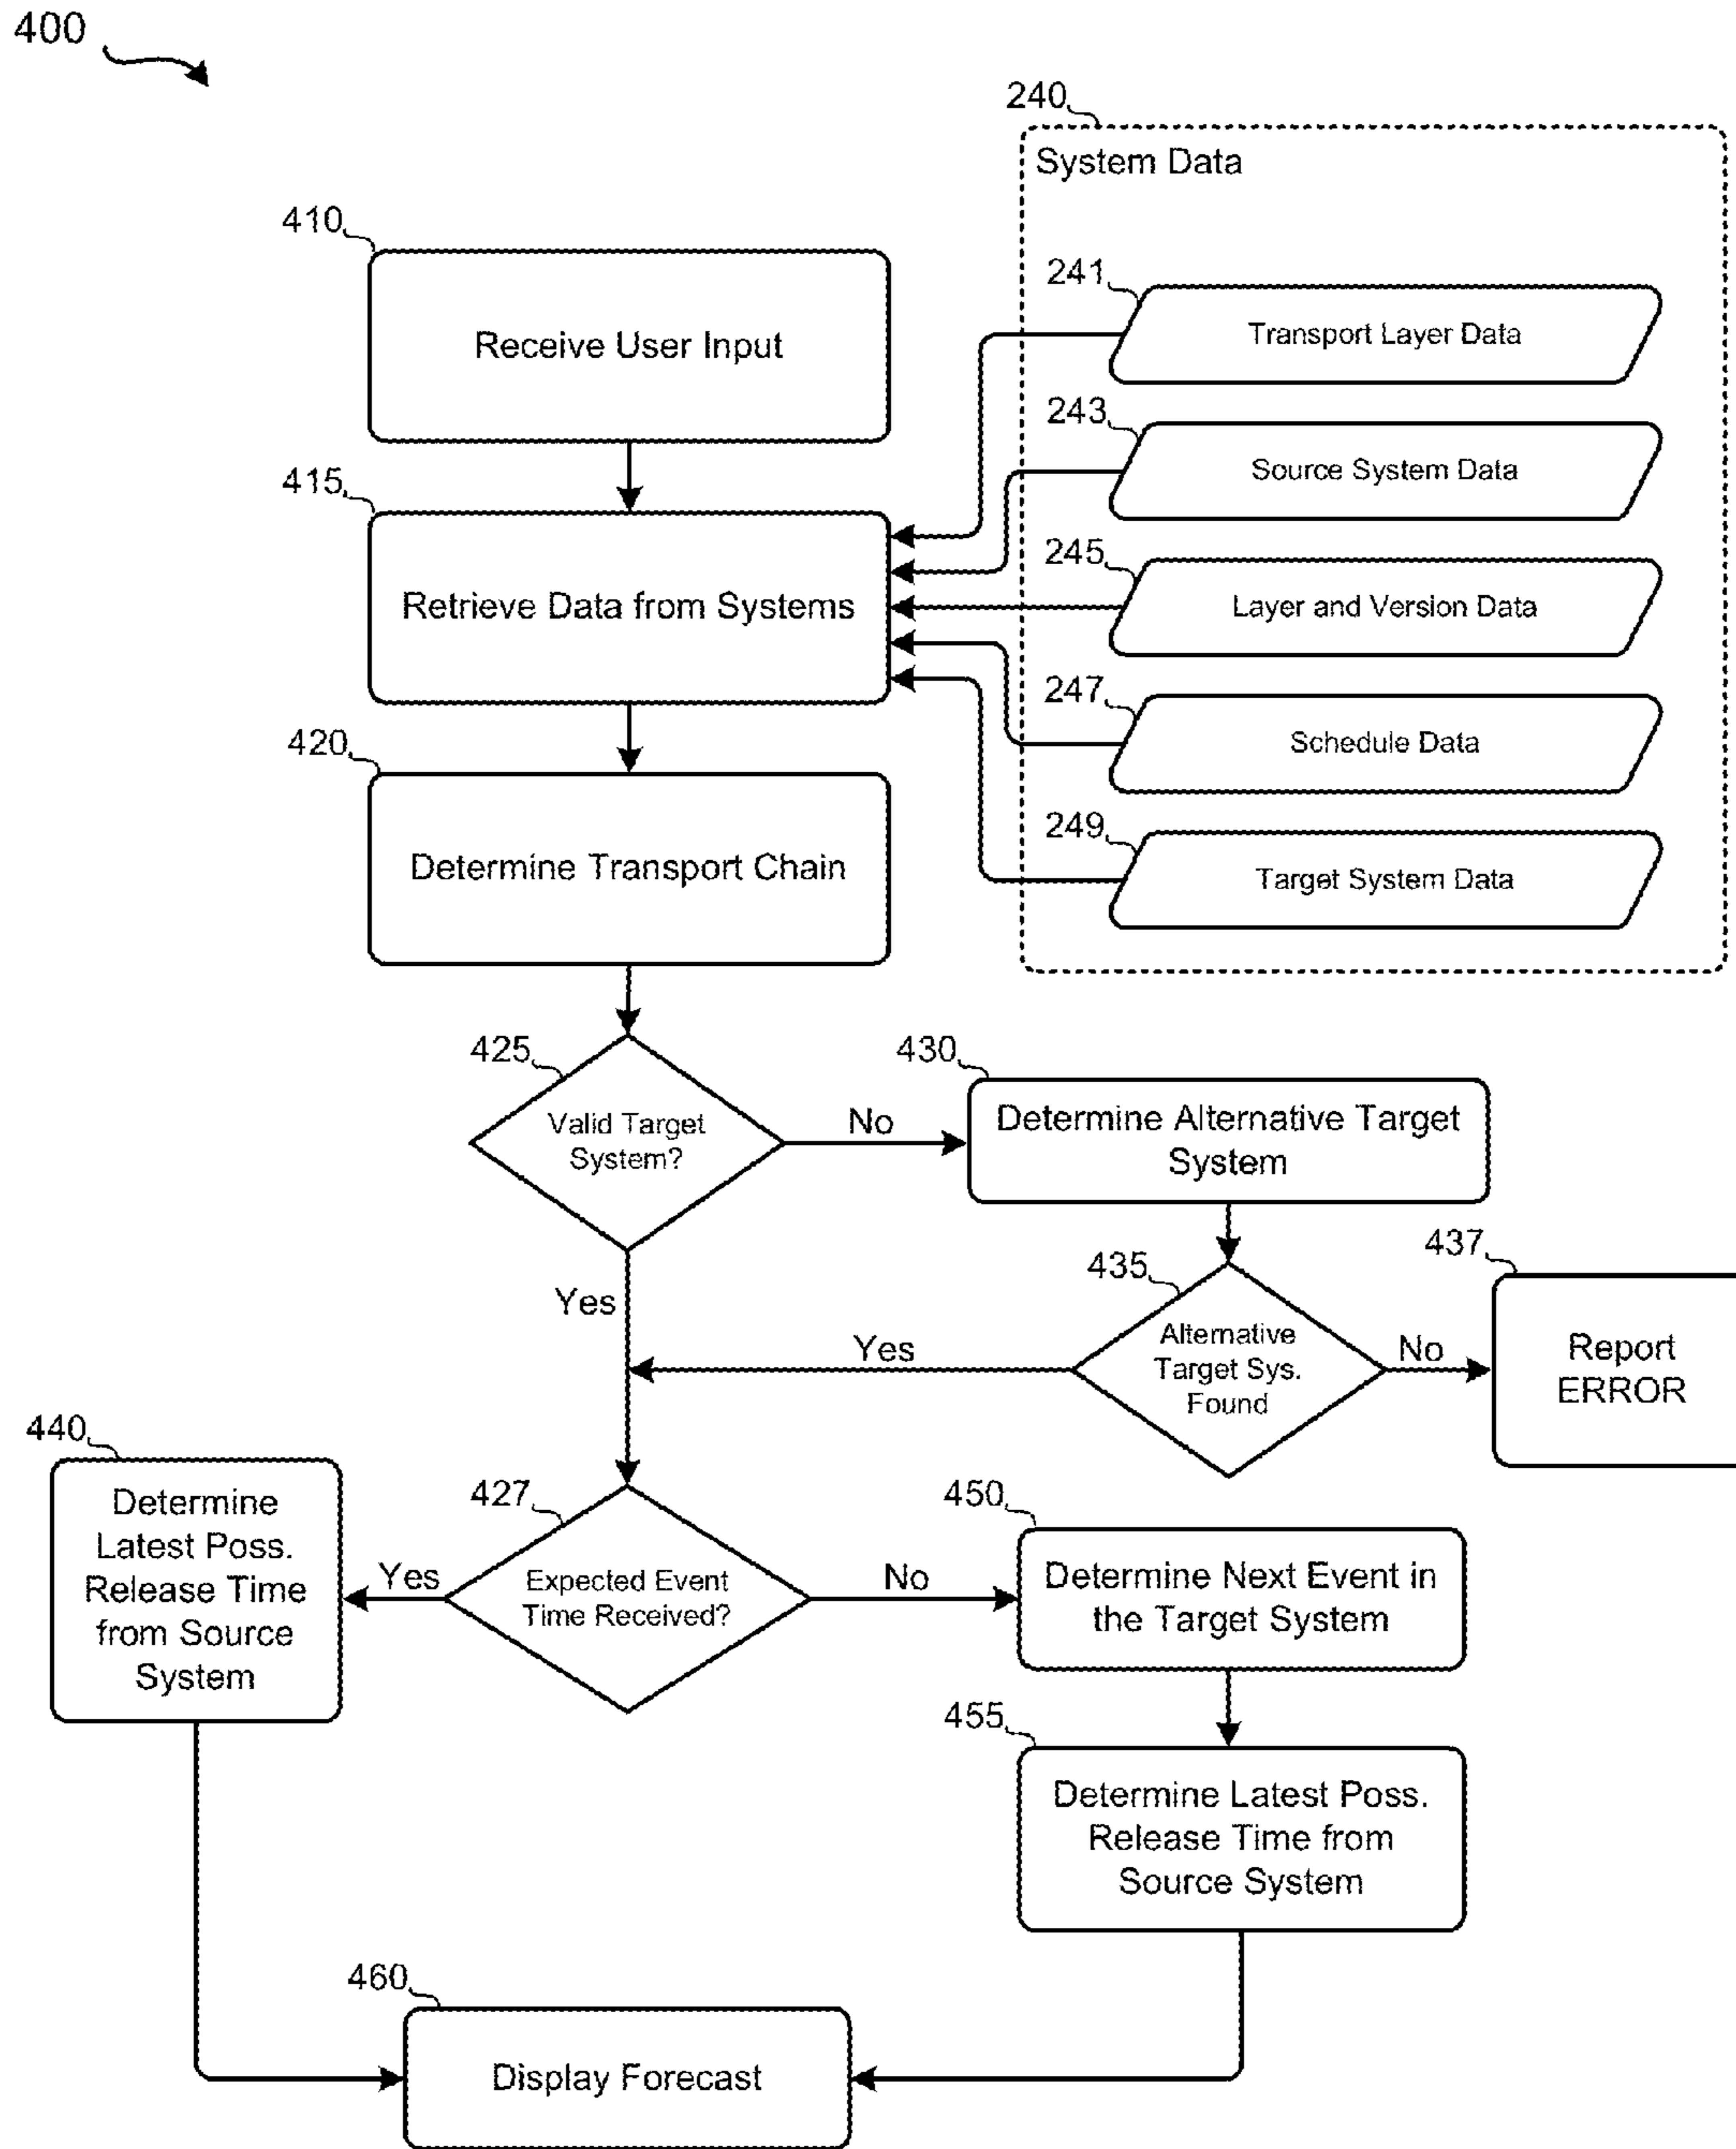 400
240
System Data
410
Receive User Input
241
Transport Layer Data
243
Source System Data
415
Retrieve Data from Systems
245
Layer and Version Data
247
Schedule Data
420
Determine Transport Chain
249
Target System Data
425
Valid Target
System?
No
430
Determine Alternative Target
System
Yes
435
Alternative
Target Sys.
Found
Yes
No
437
Report
ERROR
440
Determine
Latest Poss.
Release Time
from Source
System
427
Expected Event
Time Received?
Yes
No
450
Determine Next Event in
the Target System
455
Determine Latest Poss.
Release Time from
Source System
460
Display Forecast